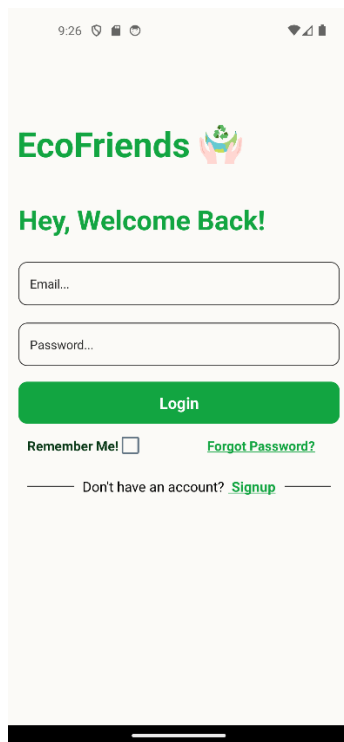 9:26
EcoFriends
Hey, Welcome Back!
Email...
Password...
Login
Remember Me! Forgot Password?
Don't have an account? Signup